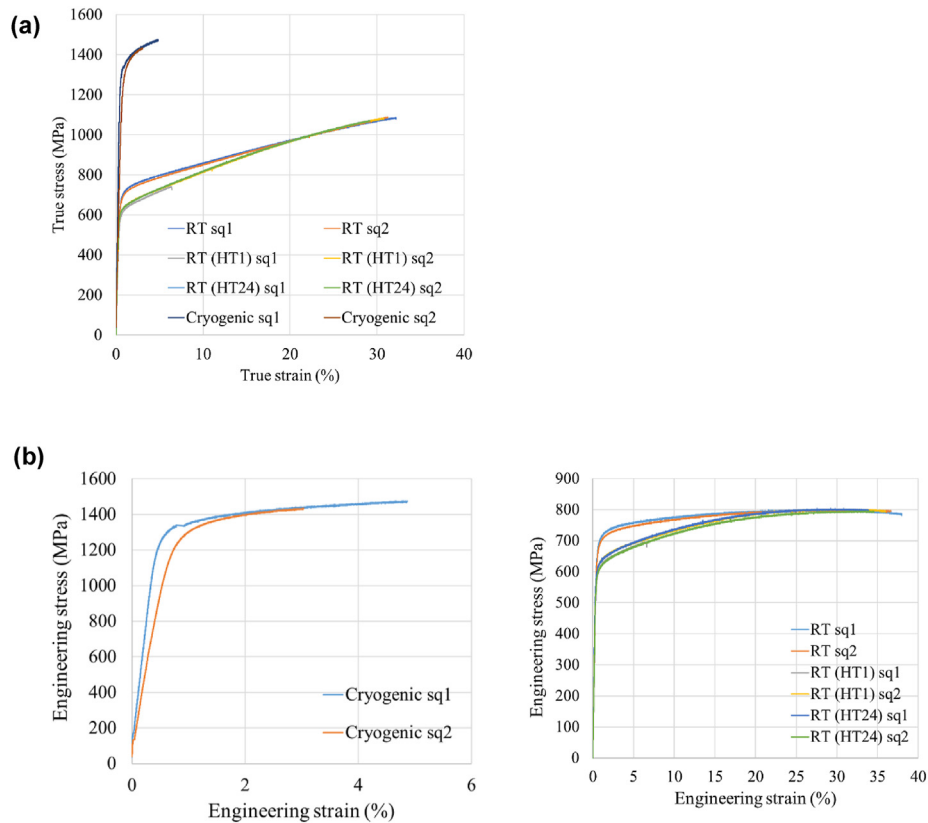 (a)
1600
1400
1200
1000
800
600
400
200
0
True stress (MPa)
RT sq1
RT sq2
RT (HT1) sq1
RT (HT1) sq2
RT (HT24) sq1
RT (HT24) sq2
Cryogenic sq1
Cryogenic sq2
0 10 20 30 40
True strain (%)
(b)
1600
1400
1200
1000
800
600
400
200
0
Engineering stress (MPa)
Cryogenic sq1
Cryogenic sq2
0 2 4 6
Engineering strain (%)
900
800
700
600
500
400
300
200
100
0
Engineering stress (MPa)
RT sq1
RT sq2
RT (HT1) sq1
RT (HT1) sq2
RT (HT24) sq1
RT (HT24) sq2
0 5 10 15 20 25 30 35 40
Engineering strain (%)